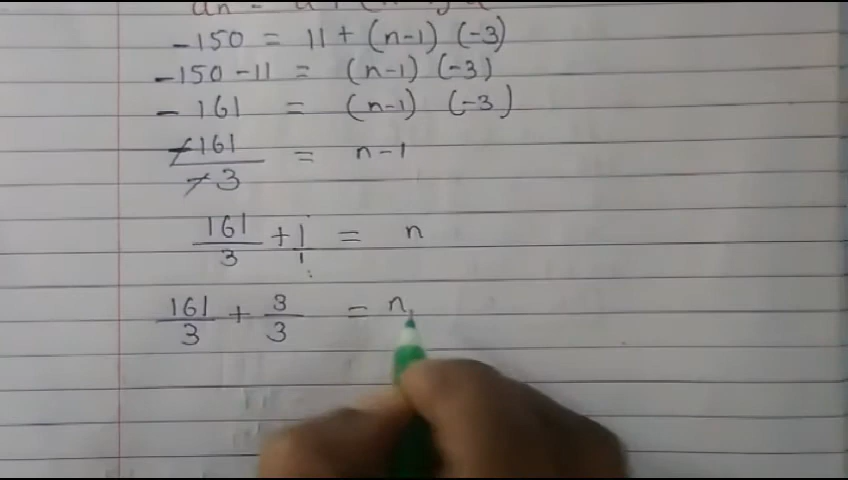 an =
-150 = 11 + (n-1) (-3)
-150 - 11 = (n-1) (-3)
- 161 = (n-1) (-3)
-161/-3 = n-1
161/3 + 1/1 = n
161/3 + 3/3 = n